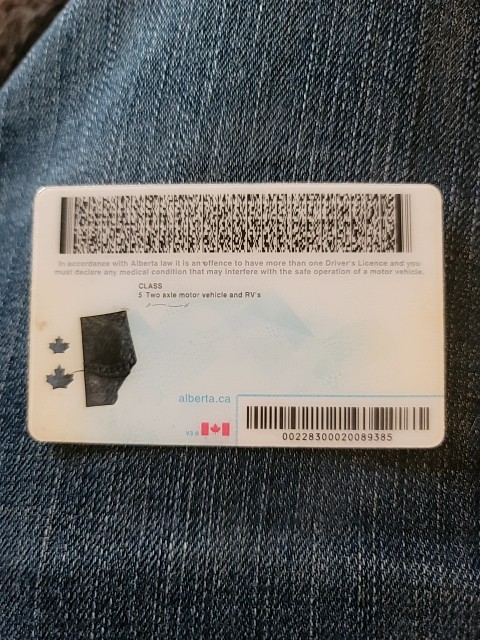 In accordance with Alberta law it is an offence to have more than one Driver's Licence and you
must declare any medical condition that may interfere with the safe operation of a motor vehicle.
CLASS
5 Two axle motor vehicle and RV's
alberta.ca
V3.6
00228300020089385